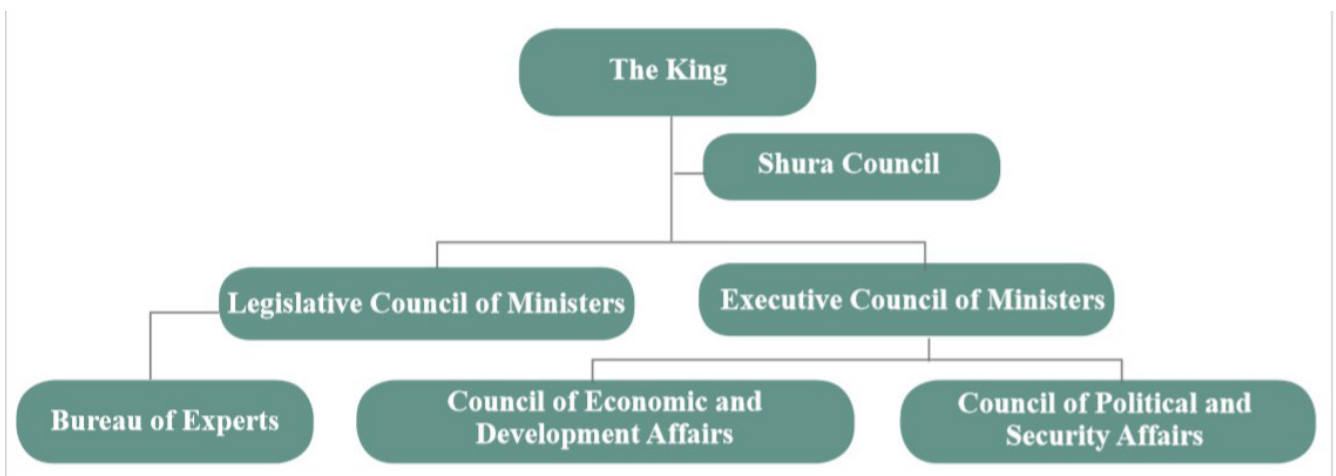 The King
Shura Council
Legislative Council of Ministers
Executive Council of Ministers
Bureau of Experts
Council of Economic and
Development Affairs
Council of Political and
Security Affairs